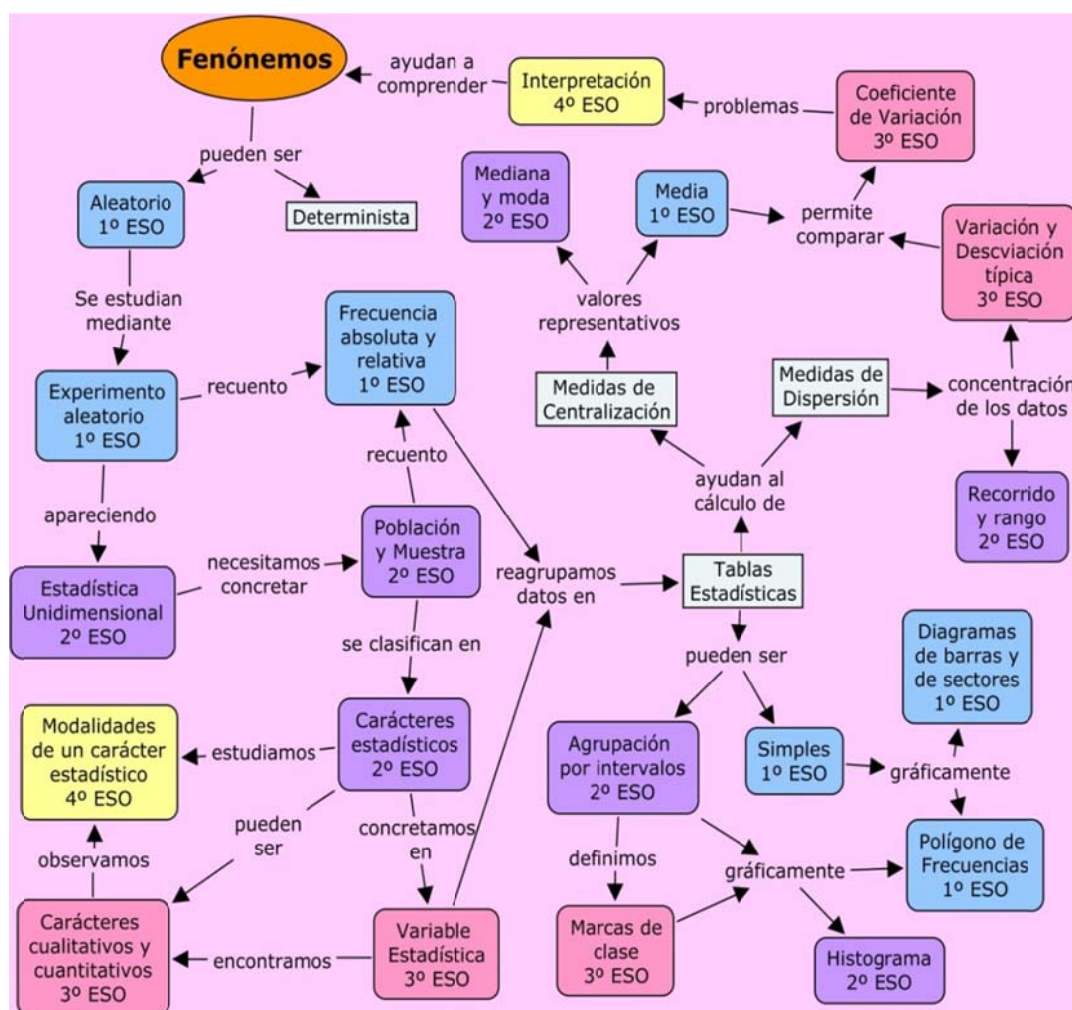 Fenónemos
ayudan a
comprender
Interpretación
4º ESO
problemas
Coeficiente
de Variación
3º ESO
pueden ser
Aleatorio
1º ESO
Determinista
Mediana
y moda
2º ESO
Media
1º ESO
permite
comparar
Variación y
Descviación
típica
3º ESO
Se estudian
mediante
valores
representativos
Frecuencia
absoluta y
relativa
1º ESO
Experimento
aleatorio
1º ESO
recuento
Medidas de
Centralización
Medidas de
Dispersión
concentración
de los datos
recuento
ayudan al
cálculo de
Recorrido
y rango
2º ESO
apareciendo
Población
y Muestra
2º ESO
necesitamos
concretar
Estadística
Unidimensional
2º ESO
reagrupamos
datos en
Tablas
Estadísticas
se clasifican en
pueden ser
Diagramas
de barras y
de sectores
1º ESO
Modalidades
de un carácter
estadístico
4º ESO
estudiamos
Carácteres
estadísticos
2º ESO
Agrupación
por intervalos
2º ESO
Simples
1º ESO
gráficamente
pueden
ser
concretamos
en
observamos
definimos
gráficamente
Polígono de
Frecuencias
1º ESO
Carácteres
cualitativos y
cuantitativos
3º ESO
encontramos
Variable
Estadística
3º ESO
Marcas de
clase
3º ESO
Histograma
2º ESO